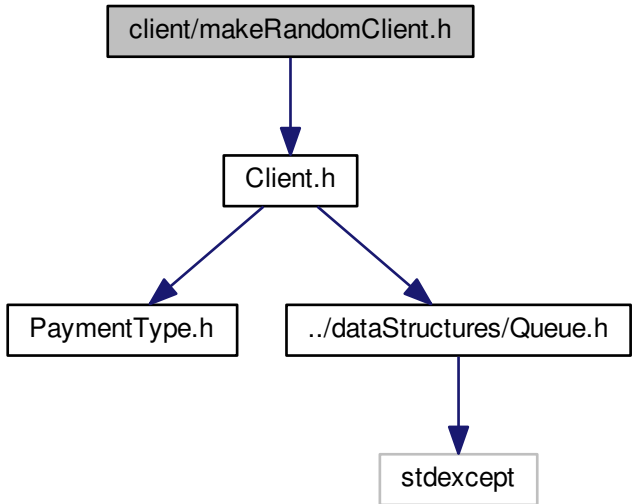 client/makeRandomClient.h
Client.h
PaymentType.h
../dataStructures/Queue.h
stdexcept